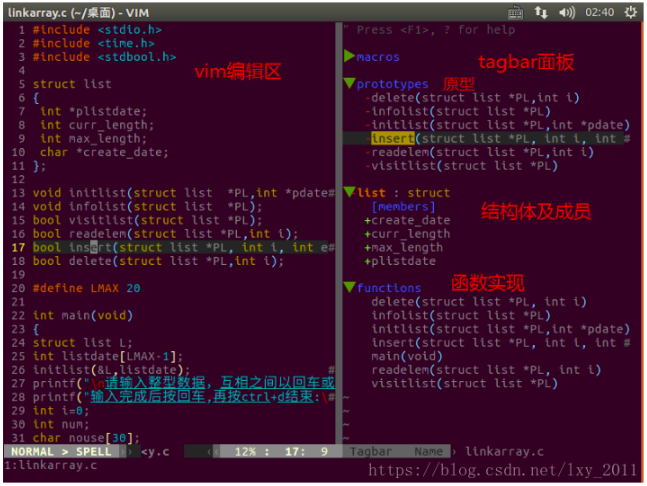 linkarray.c (~/桌面) - VIM
02:40
1 #include <stdio.h>
2 #include <time.h>
3 #include <stdbool.h>
4
5 struct list
6 {
7 int *plistdate;
8 int curr_length;
9 int max_length;
10 char *create_date;
11 };
12
13 void initlist(struct list *PL,int *pdate#
14 void infolist(struct list *PL);
15 bool visitlist(struct list *PL);
16 bool readelem(struct list *PL,int i);
17 bool insert(struct list *PL, int i, int e#
18 bool delete(struct list *PL,int i);
19
20 #define LMAX 20
21
22 int main(void)
23 {
24 struct list L;
25 int listdate[LMAX-1];
26 initlist(&L,listdate); #
27 printf("\n请输入整型数据, 互相之间以回车或
28 printf("输入完成后按回车,再按ctrl+d结束:\#
29 int i=0;
30 int num;
31 char nouse[30];
NORMAL > SPELL <y.c 12% : 17: 9
1:linkarray.c
vim编辑区
" Press <F1>, ? for help
tagbar面板
▶macros
▼prototypes
原型
-delete(struct list *PL,int i)
-infolist(struct list *PL)
-initlist(struct list *PL,int *pdate)
-insert(struct list *PL, int i, int #
-readelem(struct list *PL,int i)
-visitlist(struct list *PL)
▼list : struct
[members]
+create_date
+curr_length
+max_length
+plistdate
结构体及成员
▼functions
函数实现
delete(struct list *PL, int i)
infolist(struct list *PL)
initlist(struct list *PL,int *pdate)
insert(struct list *PL, int i, int #
main(void)
readelem(struct list *PL, int i)
visitlist(struct list *PL)
~
~
~
Tagbar Name linkarray.c
https://blog.csdn.net/lxy_2011